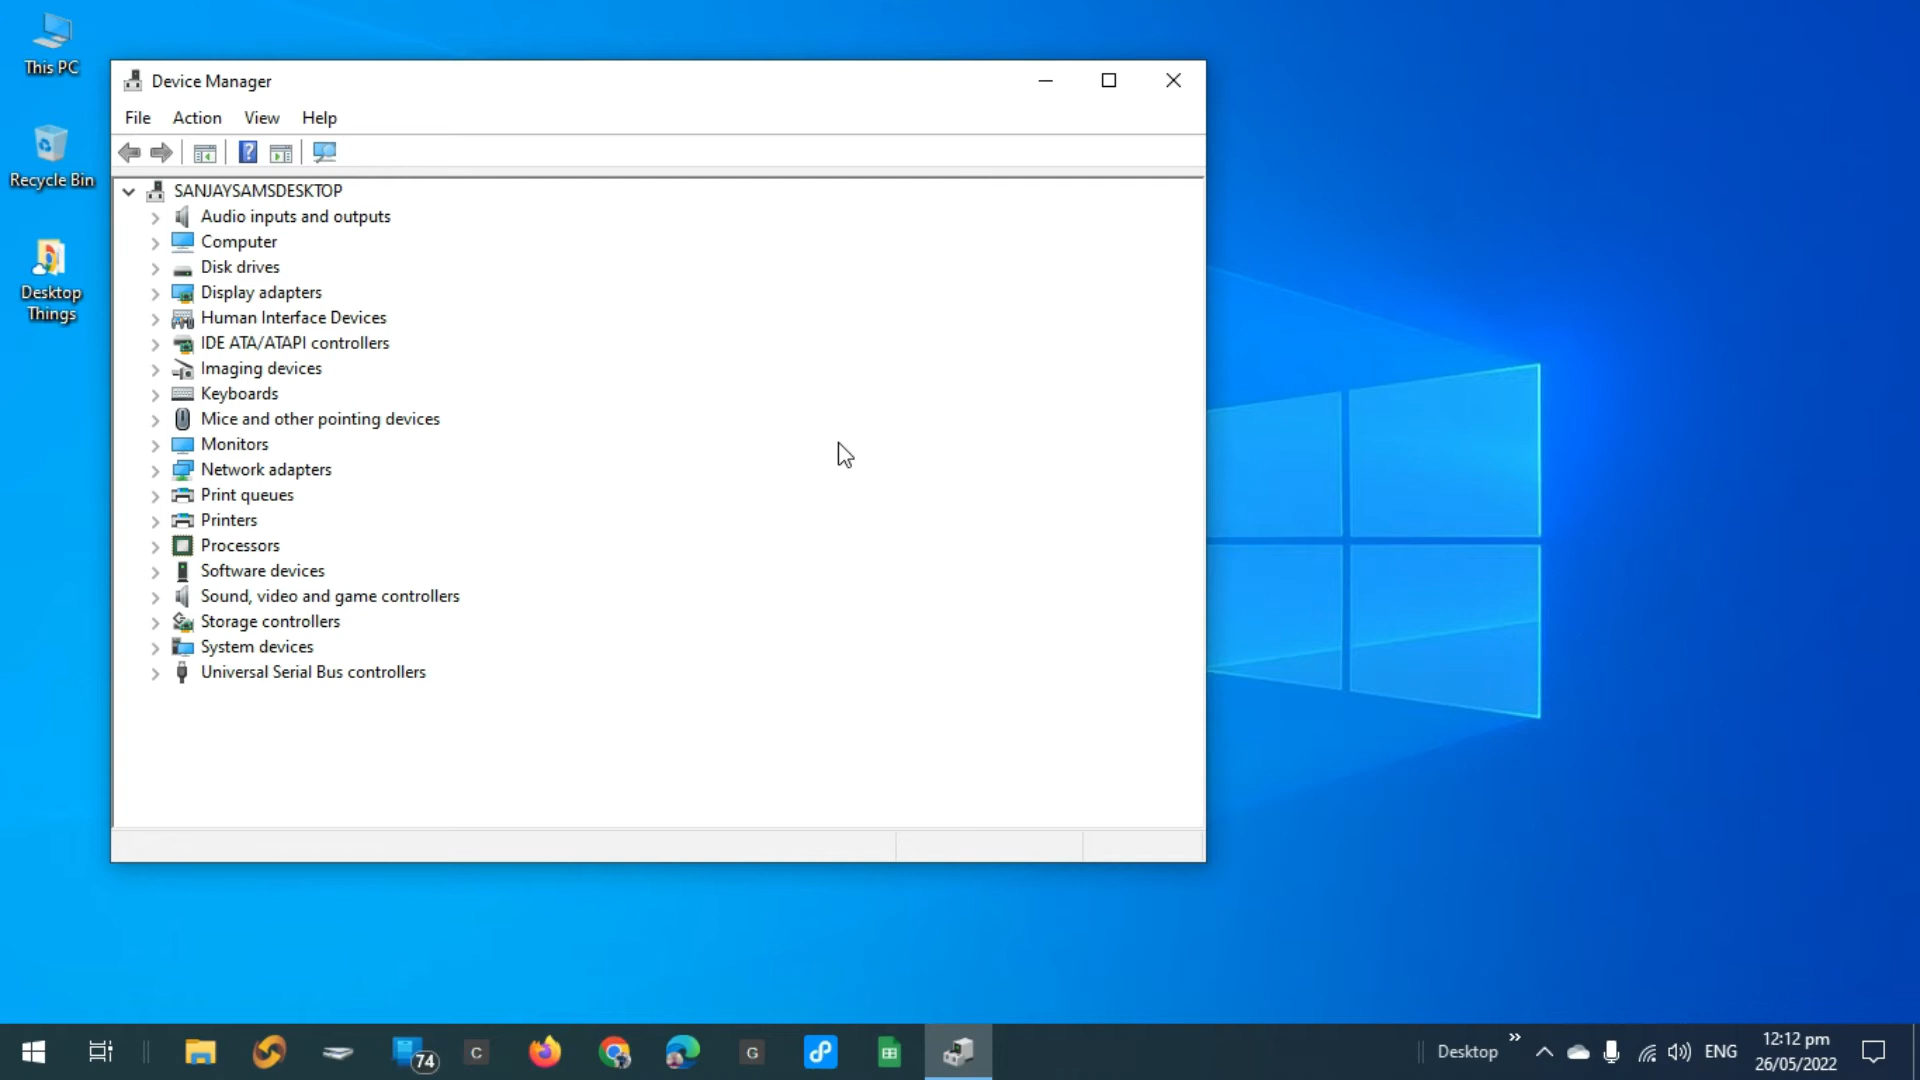 This PC
Recycle Bin
Desktop
Things
Device Manager
File Action View Help
SANJAYSAMSDESKTOP
Audio inputs and outputs
Computer
Disk drives
Display adapters
Human Interface Devices
IDE ATA/ATAPI controllers
Imaging devices
Keyboards
Mice and other pointing devices
Monitors
Network adapters
Print queues
Printers
Processors
Software devices
Sound, video and game controllers
Storage controllers
System devices
Universal Serial Bus controllers
74
C
G
Desktop
ENG
12:12 pm
26/05/2022